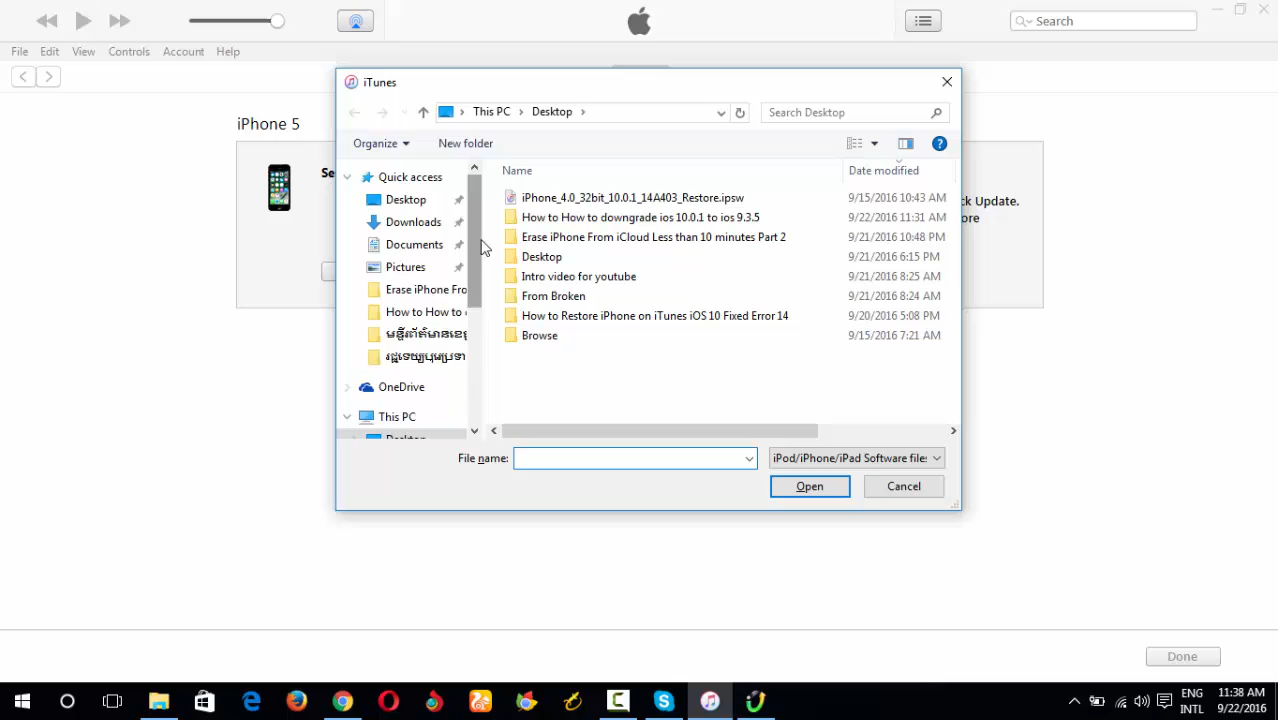 Search
File Edit View Controls Account Help
iPhone 5
Se
ck Update.
ore
iTunes
This PC > Desktop >
Search Desktop
Organize
New folder
Quick access
Desktop
Downloads
Documents
Pictures
Erase iPhone Fro
How to How to
OneDrive
This PC
Desktop
Name Date modified
iPhone_4.0_32bit_10.0.1_14A403_Restore.ipsw 9/15/2016 10:43 AM
How to How to downgrade ios 10.0.1 to ios 9.3.5 9/22/2016 11:31 AM
Erase iPhone From iCloud Less than 10 minutes Part 2 9/21/2016 10:48 PM
Desktop 9/21/2016 6:15 PM
Intro video for youtube 9/21/2016 8:25 AM
From Broken 9/21/2016 8:24 AM
How to Restore iPhone on iTunes iOS 10 Fixed Error 14 9/20/2016 5:08 PM
Browse 9/15/2016 7:21 AM
File name:
iPod/iPhone/iPad Software files
Open
Cancel
Done
ENG 11:38 AM
INTL 9/22/2016